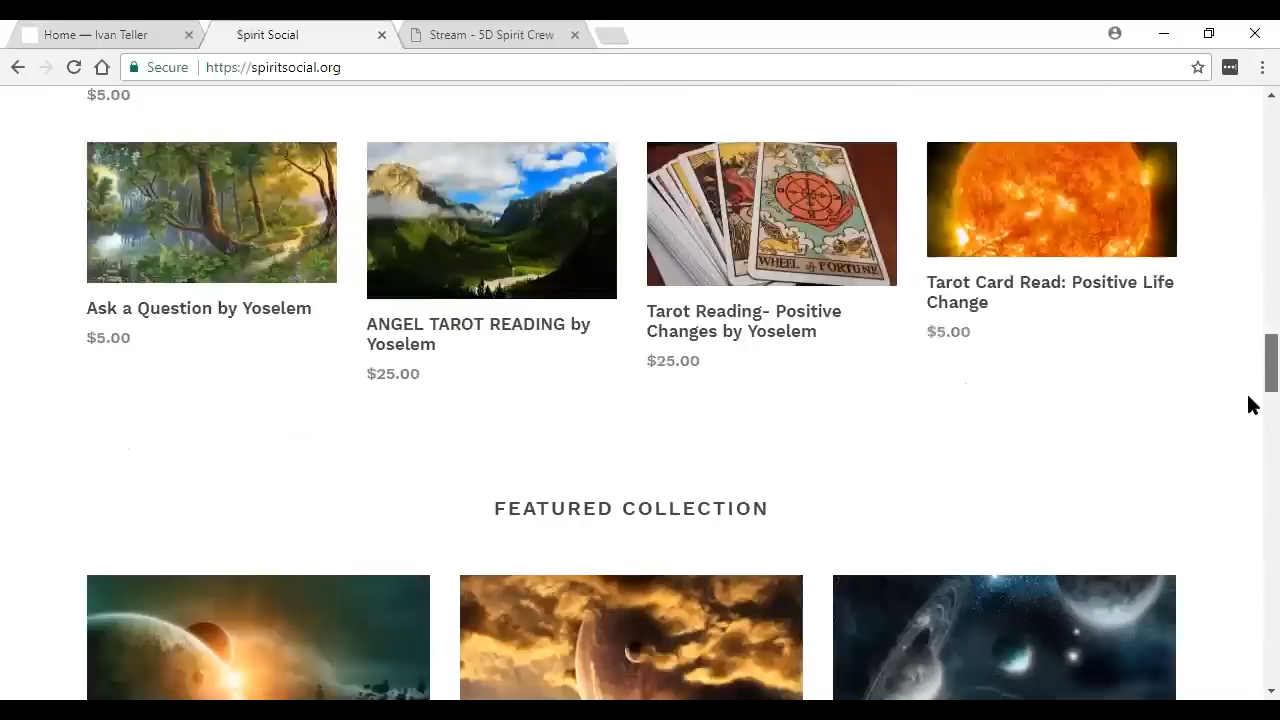 Home — Ivan Teller
Spirit Social
Stream - 5D Spirit Crew
Secure
https://spiritsocial.org
$5.00
WHEEL of FORTUNE
Ask a Question by Yoselem
$5.00
ANGEL TAROT READING by
Yoselem
$25.00
Tarot Reading- Positive
Changes by Yoselem
$25.00
Tarot Card Read: Positive Life
Change
$5.00
FEATURED COLLECTION